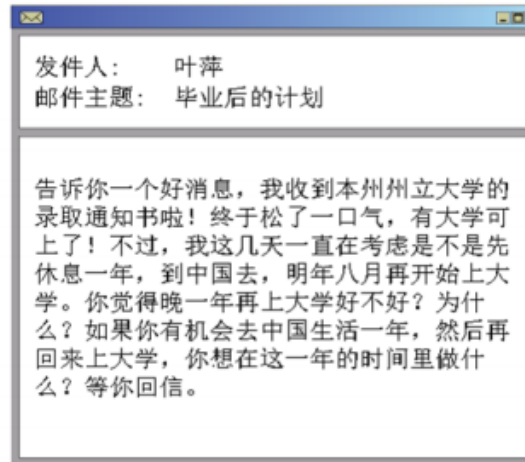 发件人： 叶萍
邮件主题： 毕业后的计划
告诉你一个好消息，我收到本州州立大学的
录取通知书啦！终于松了一口气，有大学可
上了！不过，我这几天一直在考虑是不是先
休息一年，到中国去，明年八月再开始上大
学。你觉得晚一年再上大学好不好？为什
么？如果你有机会去中国生活一年，然后再
回来上大学，你想在这一年的时间里做什
么？等你回信。